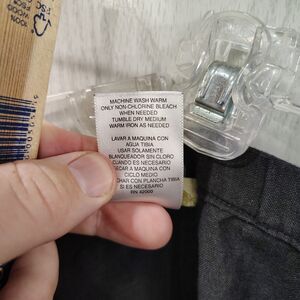 100%
MACHINE WASH WARM
ONLY NON-CHLORINE BLEACH
WHEN NEEDED
TUMBLE DRY MEDIUM
WARM IRON AS NEEDED
LAVAR A MAQUINA CON
AGUA TIBIA
USAR SOLAMENTE
BLANQUEADOR SIN CLORO
CUANDO ES NECESARIO
SECAR A MAQUINA CON
CICLO MEDIO
CHAR CON PLANCHA TIBIA
SI ES NECESARIO
RN 42000